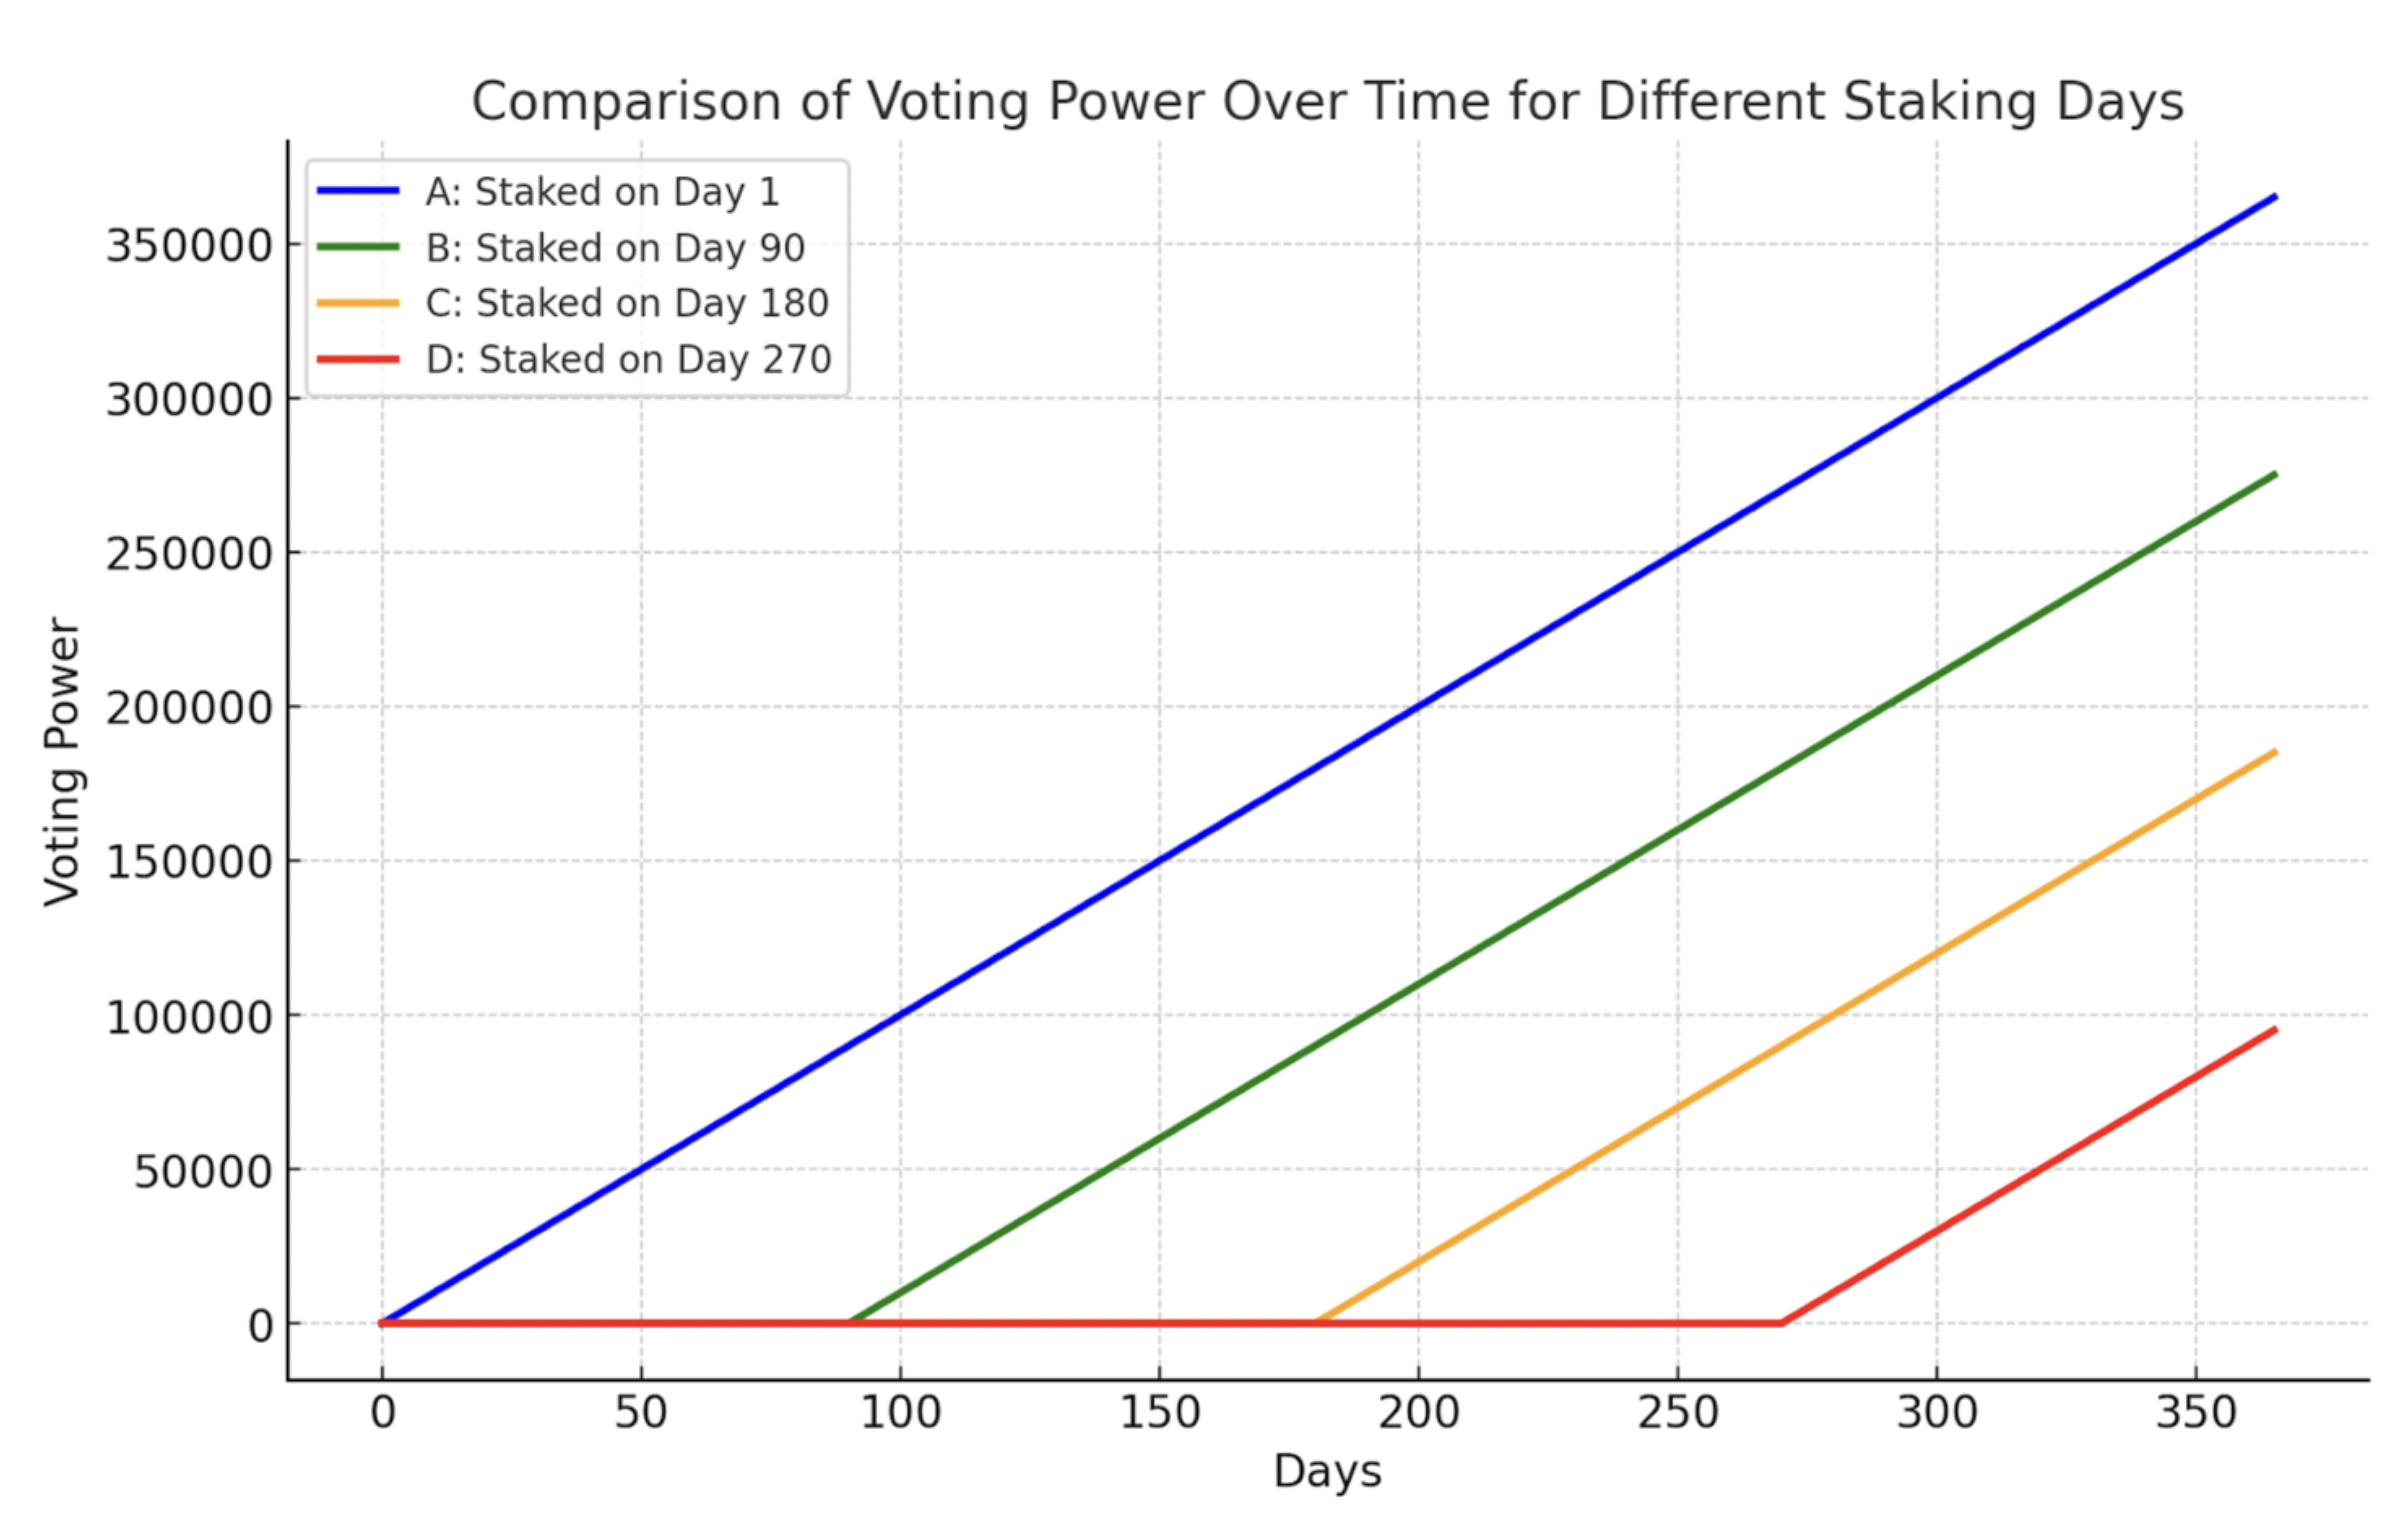 Comparison of Voting Power Over Time for Different Staking Days
A: Staked on Day 1
B: Staked on Day 90
C: Staked on Day 180
D: Staked on Day 270
350000
300000
250000
200000
150000
100000
50000
0
Voting Power
0 50 100 150 200 250 300 350
Days